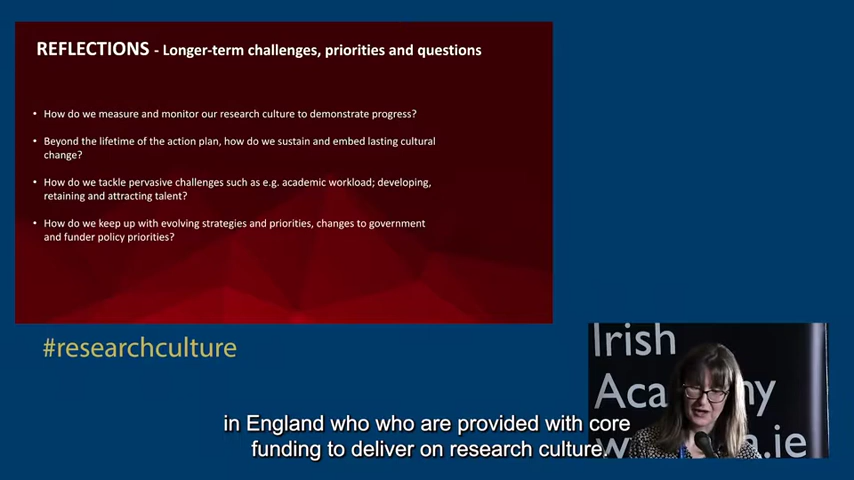 REFLECTIONS - Longer-term challenges, priorities and questions
• How do we measure and monitor our research culture to demonstrate progress?
• Beyond the lifetime of the action plan, how do we sustain and embed lasting cultural
change?
• How do we tackle pervasive challenges such as e.g. academic workload; developing,
retaining and attracting talent?
• How do we keep up with evolving strategies and priorities, changes to government
and funder policy priorities?
#researchculture
Irish
Academy
in England who who are provided with core
funding to deliver on research culture.